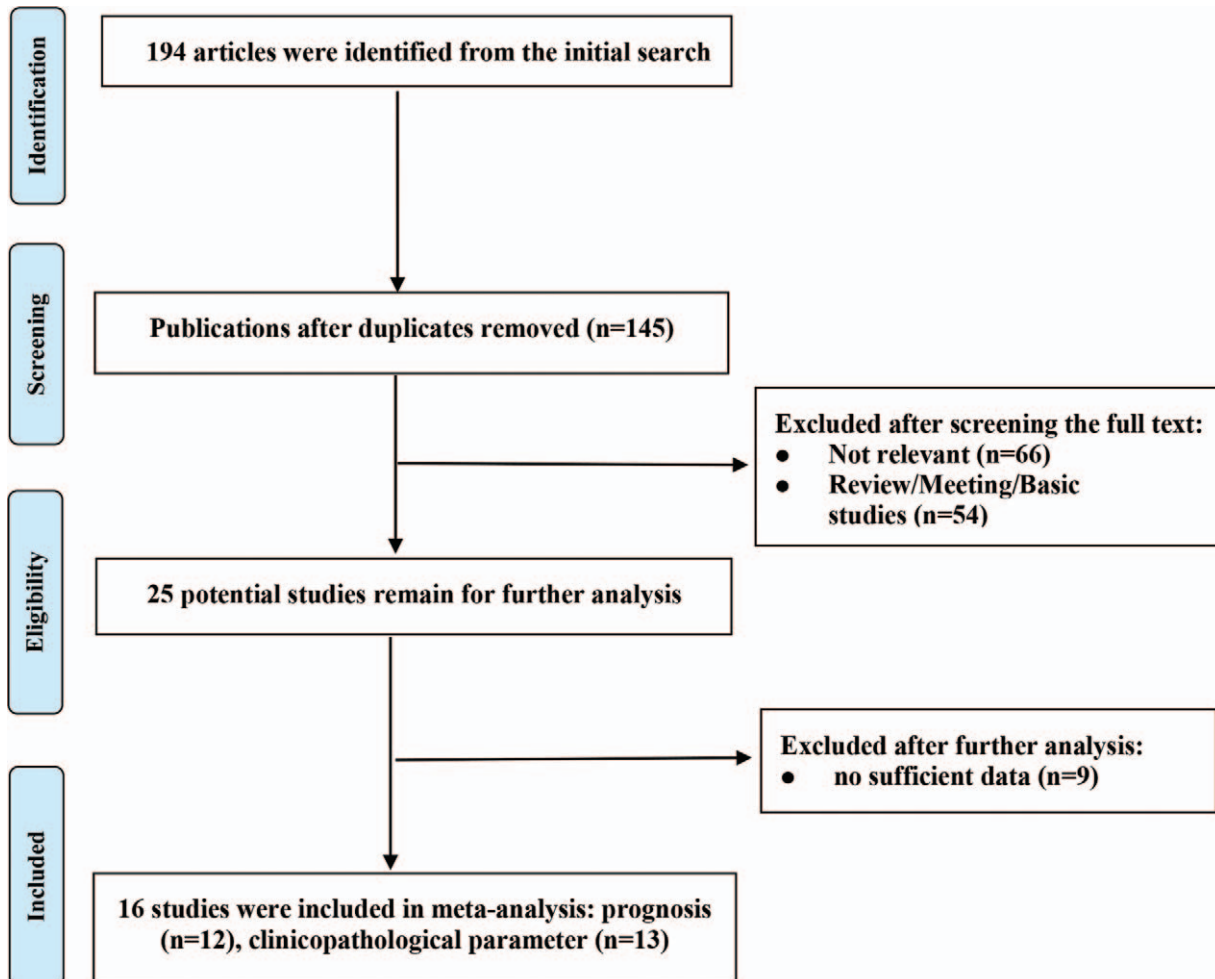 Identification
194 articles were identified from the initial search
Screening
Publications after duplicates removed (n=145)
Excluded after screening the full text:
● Not relevant (n=66)
● Review/Meeting/Basic
studies (n=54)
Eligibility
25 potential studies remain for further analysis
Excluded after further analysis:
● no sufficient data (n=9)
Included
16 studies were included in meta-analysis: prognosis
(n=12), clinicopathological parameter (n=13)